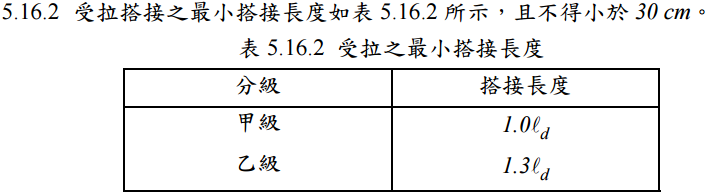 5.16.2 受拉搭接之最小搭接長度如表 5.16.2 所示，且不得小於 30 cm。
表 5.16.2 受拉之最小搭接長度
分級 搭接長度
甲級 1.0ℓd
乙級 1.3ℓd